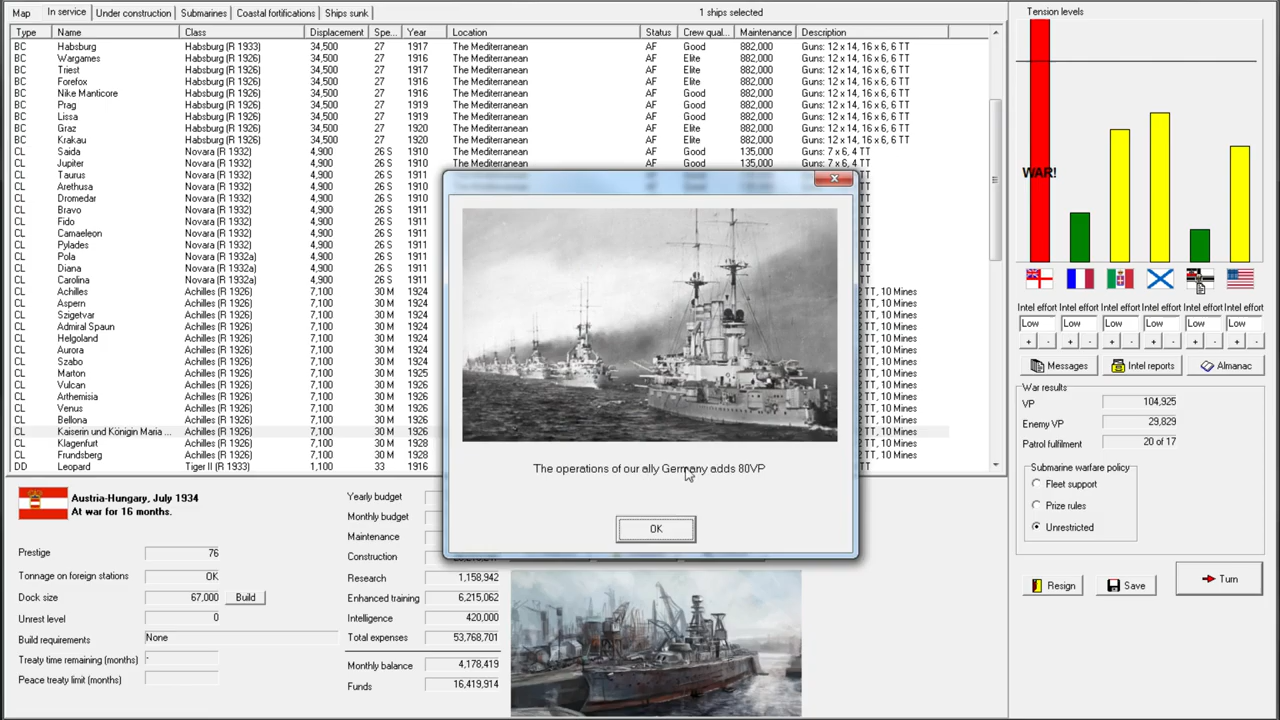 Map In service Under construction Submarines Coastal fortifications Ships sunk 1 ships selected
Type Name Class Displacement Spe... Year Location Status Crew qual... Maintenance Description
BC Habsburg Habsburg (R 1933) 34,500 27 1917 The Mediterranean AF Good 882,000 Guns: 12 x 14, 16 x 6, 6 TT
BC Wargames Habsburg (R 1926) 34,500 27 1916 The Mediterranean AF Elite 882,000 Guns: 12 x 14, 16 x 6, 6 TT
BC Triest Habsburg (R 1926) 34,500 27 1917 The Mediterranean AF Elite 882,000 Guns: 12 x 14, 16 x 6, 6 TT
BC Forefox Habsburg (R 1926) 34,500 27 1916 The Mediterranean AF Elite 882,000 Guns: 12 x 14, 16 x 6, 6 TT
BC Nike Manticore Habsburg (R 1926) 34,500 27 1916 The Mediterranean AF Good 882,000 Guns: 12 x 14, 16 x 6, 6 TT
BC Prag Habsburg (R 1926) 34,500 27 1919 The Mediterranean AF Elite 882,000 Guns: 12 x 14, 16 x 6, 6 TT
BC Lissa Habsburg (R 1926) 34,500 27 1916 The Mediterranean AF Good 882,000 Guns: 12 x 14, 16 x 6, 6 TT
BC Graz Habsburg (R 1926) 34,500 27 1920 The Mediterranean AF Elite 882,000 Guns: 12 x 14, 16 x 6, 6 TT
BC Krakau Habsburg (R 1926) 34,500 27 1920 The Mediterranean AF Good 882,000 Guns: 12 x 14, 16 x 6, 6 TT
CL Saida Novara (R 1932) 4,900 26 S 1910 The Mediterranean AF Good 135,000 Guns: 7 x 6, 4 TT
CL Jupiter Novara (R 1932) 4,900 26 S 1910 The Mediterranean AF Good 135,000 Guns: 7 x 6, 4 TT
CL Taurus Novara (R 1932) 4,900 26 S 1910 TT
CL Arethusa Novara (R 1932) 4,900 26 S 1910 TT
CL Dromedar Novara (R 1932) 4,900 26 S 1910 TT
CL Bravo Novara (R 1932) 4,900 26 S 1911 TT
CL Fido Novara (R 1932) 4,900 26 S 1911 TT
CL Camaeleon Novara (R 1932) 4,900 26 S 1911 TT
CL Pylades Novara (R 1932) 4,900 26 S 1911 TT
CL Pola Novara (R 1932a) 4,900 26 S 1911 TT
CL Diana Novara (R 1932a) 4,900 26 S 1911 TT
CL Carolina Novara (R 1932a) 4,900 26 S 1911 TT
CL Achilles Achilles (R 1926) 7,100 30 M 1924 TT, 10 Mines
CL Aspern Achilles (R 1926) 7,100 30 M 1924 TT, 10 Mines
CL Szigetvar Achilles (R 1926) 7,100 30 M 1924 TT, 10 Mines
CL Admiral Spaun Achilles (R 1926) 7,100 30 M 1924 TT, 10 Mines
CL Helgoland Achilles (R 1926) 7,100 30 M 1924 TT, 10 Mines
CL Aurora Achilles (R 1926) 7,100 30 M 1924 TT, 10 Mines
CL Szabo Achilles (R 1926) 7,100 30 M 1924 TT, 10 Mines
CL Marton Achilles (R 1926) 7,100 30 M 1924 TT, 10 Mines
CL Vulcan Achilles (R 1926) 7,100 30 M 1926 TT, 10 Mines
CL Arthemisia Achilles (R 1926) 7,100 30 M 1926 TT, 10 Mines
CL Venus Achilles (R 1926) 7,100 30 M 1926 TT, 10 Mines
CL Bellona Achilles (R 1926) 7,100 30 M 1926 TT, 10 Mines
CL Kaiserin und Königin Maria ... Achilles (R 1926) 7,100 30 M 1926 TT, 10 Mines
CL Klagenfurt Achilles (R 1926) 7,100 30 M 1928 TT, 10 Mines
CL Frundsberg Achilles (R 1926) 7,100 30 M 1928 TT, 10 Mines
DD Leopard Tiger II (R 1933) 1,100 33 1916 TT
The operations of our ally Germany adds 80VP
OK
Austria-Hungary, July 1934
At war for 16 months.
Prestige 76
Tonnage on foreign stations OK
Dock size 67,000 Build
Unrest level 0
Build requirements None
Treaty time remaining (months) -
Peace treaty limit (months)
Yearly budget
Monthly budget
Maintenance
Construction
Research 1,158,942
Enhanced training 6,215,062
Intelligence 420,000
Total expenses 53,768,701
Monthly balance 4,178,419
Funds 16,419,914
Tension levels
WAR!
Intel effort Intel effort Intel effort Intel effort Intel effort Intel effort
Low Low Low Low Low Low
+ - + - + - + - + - + -
Messages Intel reports Almanac
War results
VP 104,925
Enemy VP 29,829
Patrol fulfilment 20 of 17
Submarine warfare policy
Fleet support
Prize rules
Unrestricted
Resign Save Turn